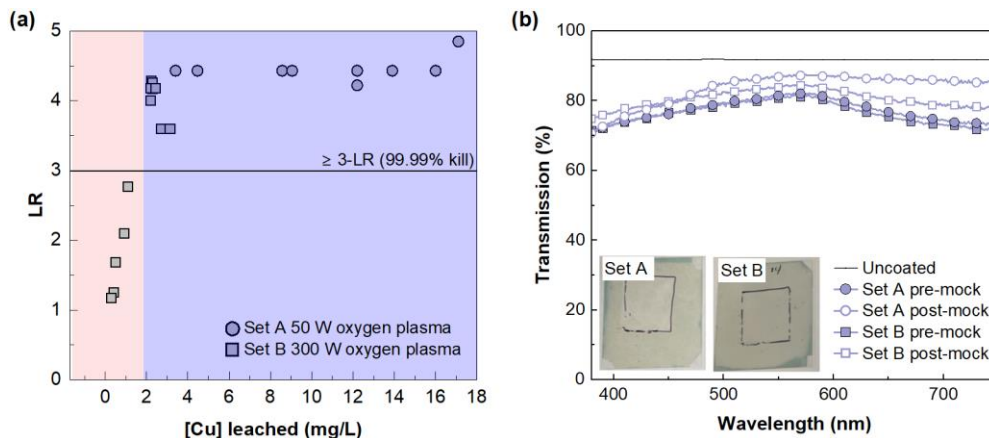 (a)
5
4
3
2
1
0
LR
≥ 3-LR (99.99% kill)
Set A 50 W oxygen plasma
Set B 300 W oxygen plasma
0 2 4 6 8 10 12 14 16 18
[Cu] leached (mg/L)
(b)
100
80
60
40
20
0
Transmission (%)
Set A
Set B
Uncoated
Set A pre-mock
Set A post-mock
Set B pre-mock
Set B post-mock
400 500 600 700
Wavelength (nm)